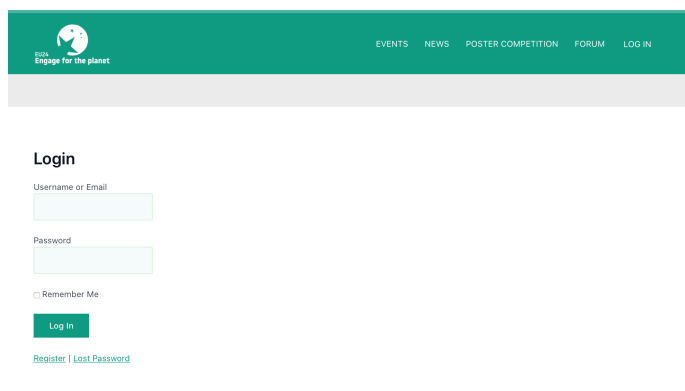 EU24
Engage for the planet
EVENTS NEWS POSTER COMPETITION FORUM LOG IN
Login
Username or Email
Password
Remember Me
Log In
Register | Lost Password